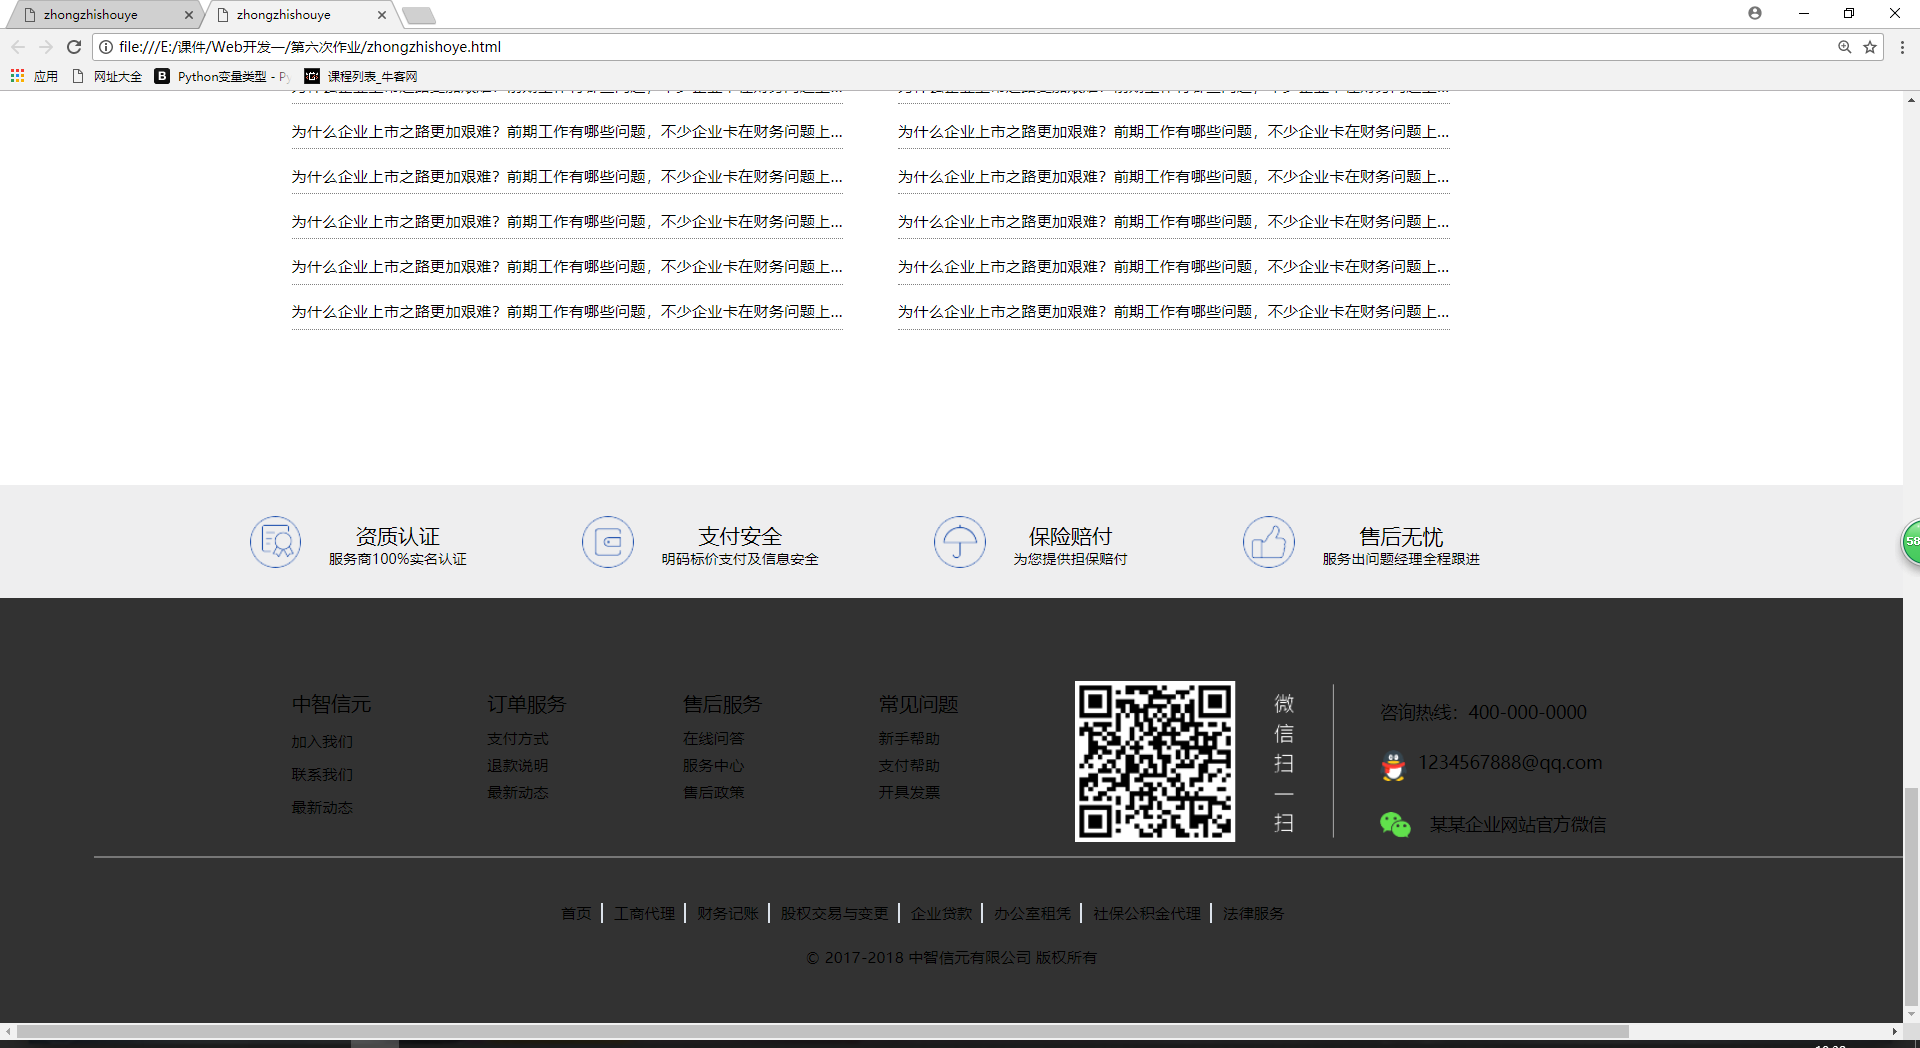 zhongzhishouye
zhongzhishouye
file:///E:/课件/Web开发一/第六次作业/zhongzhishoye.html
应用 网址大全 B Python变量类型 - 课程列表_牛客网
为什么企业上市之路更加艰难？前期工作有哪些问题，不少企业卡在财务问题上... 为什么企业上市之路更加艰难？前期工作有哪些问题，不少企业卡在财务问题上...
为什么企业上市之路更加艰难？前期工作有哪些问题，不少企业卡在财务问题上... 为什么企业上市之路更加艰难？前期工作有哪些问题，不少企业卡在财务问题上...
为什么企业上市之路更加艰难？前期工作有哪些问题，不少企业卡在财务问题上... 为什么企业上市之路更加艰难？前期工作有哪些问题，不少企业卡在财务问题上...
为什么企业上市之路更加艰难？前期工作有哪些问题，不少企业卡在财务问题上... 为什么企业上市之路更加艰难？前期工作有哪些问题，不少企业卡在财务问题上...
为什么企业上市之路更加艰难？前期工作有哪些问题，不少企业卡在财务问题上... 为什么企业上市之路更加艰难？前期工作有哪些问题，不少企业卡在财务问题上...
58
资质认证
服务商100%实名认证
支付安全
明码标价支付及信息安全
保险赔付
为您提供担保赔付
售后无忧
服务出问题经理全程跟进
中智信元
加入我们
联系我们
最新动态
订单服务
支付方式
退款说明
最新动态
售后服务
在线问答
服务中心
售后政策
常见问题
新手帮助
支付帮助
开具发票
微
信
扫
一
扫
咨询热线：400-000-0000
1234567888@qq.com
某某企业网站官方微信
首页 工商代理 财务记账 股权交易与变更 企业贷款 办公室租凭 社保公积金代理 法律服务
© 2017-2018 中智信元有限公司 版权所有